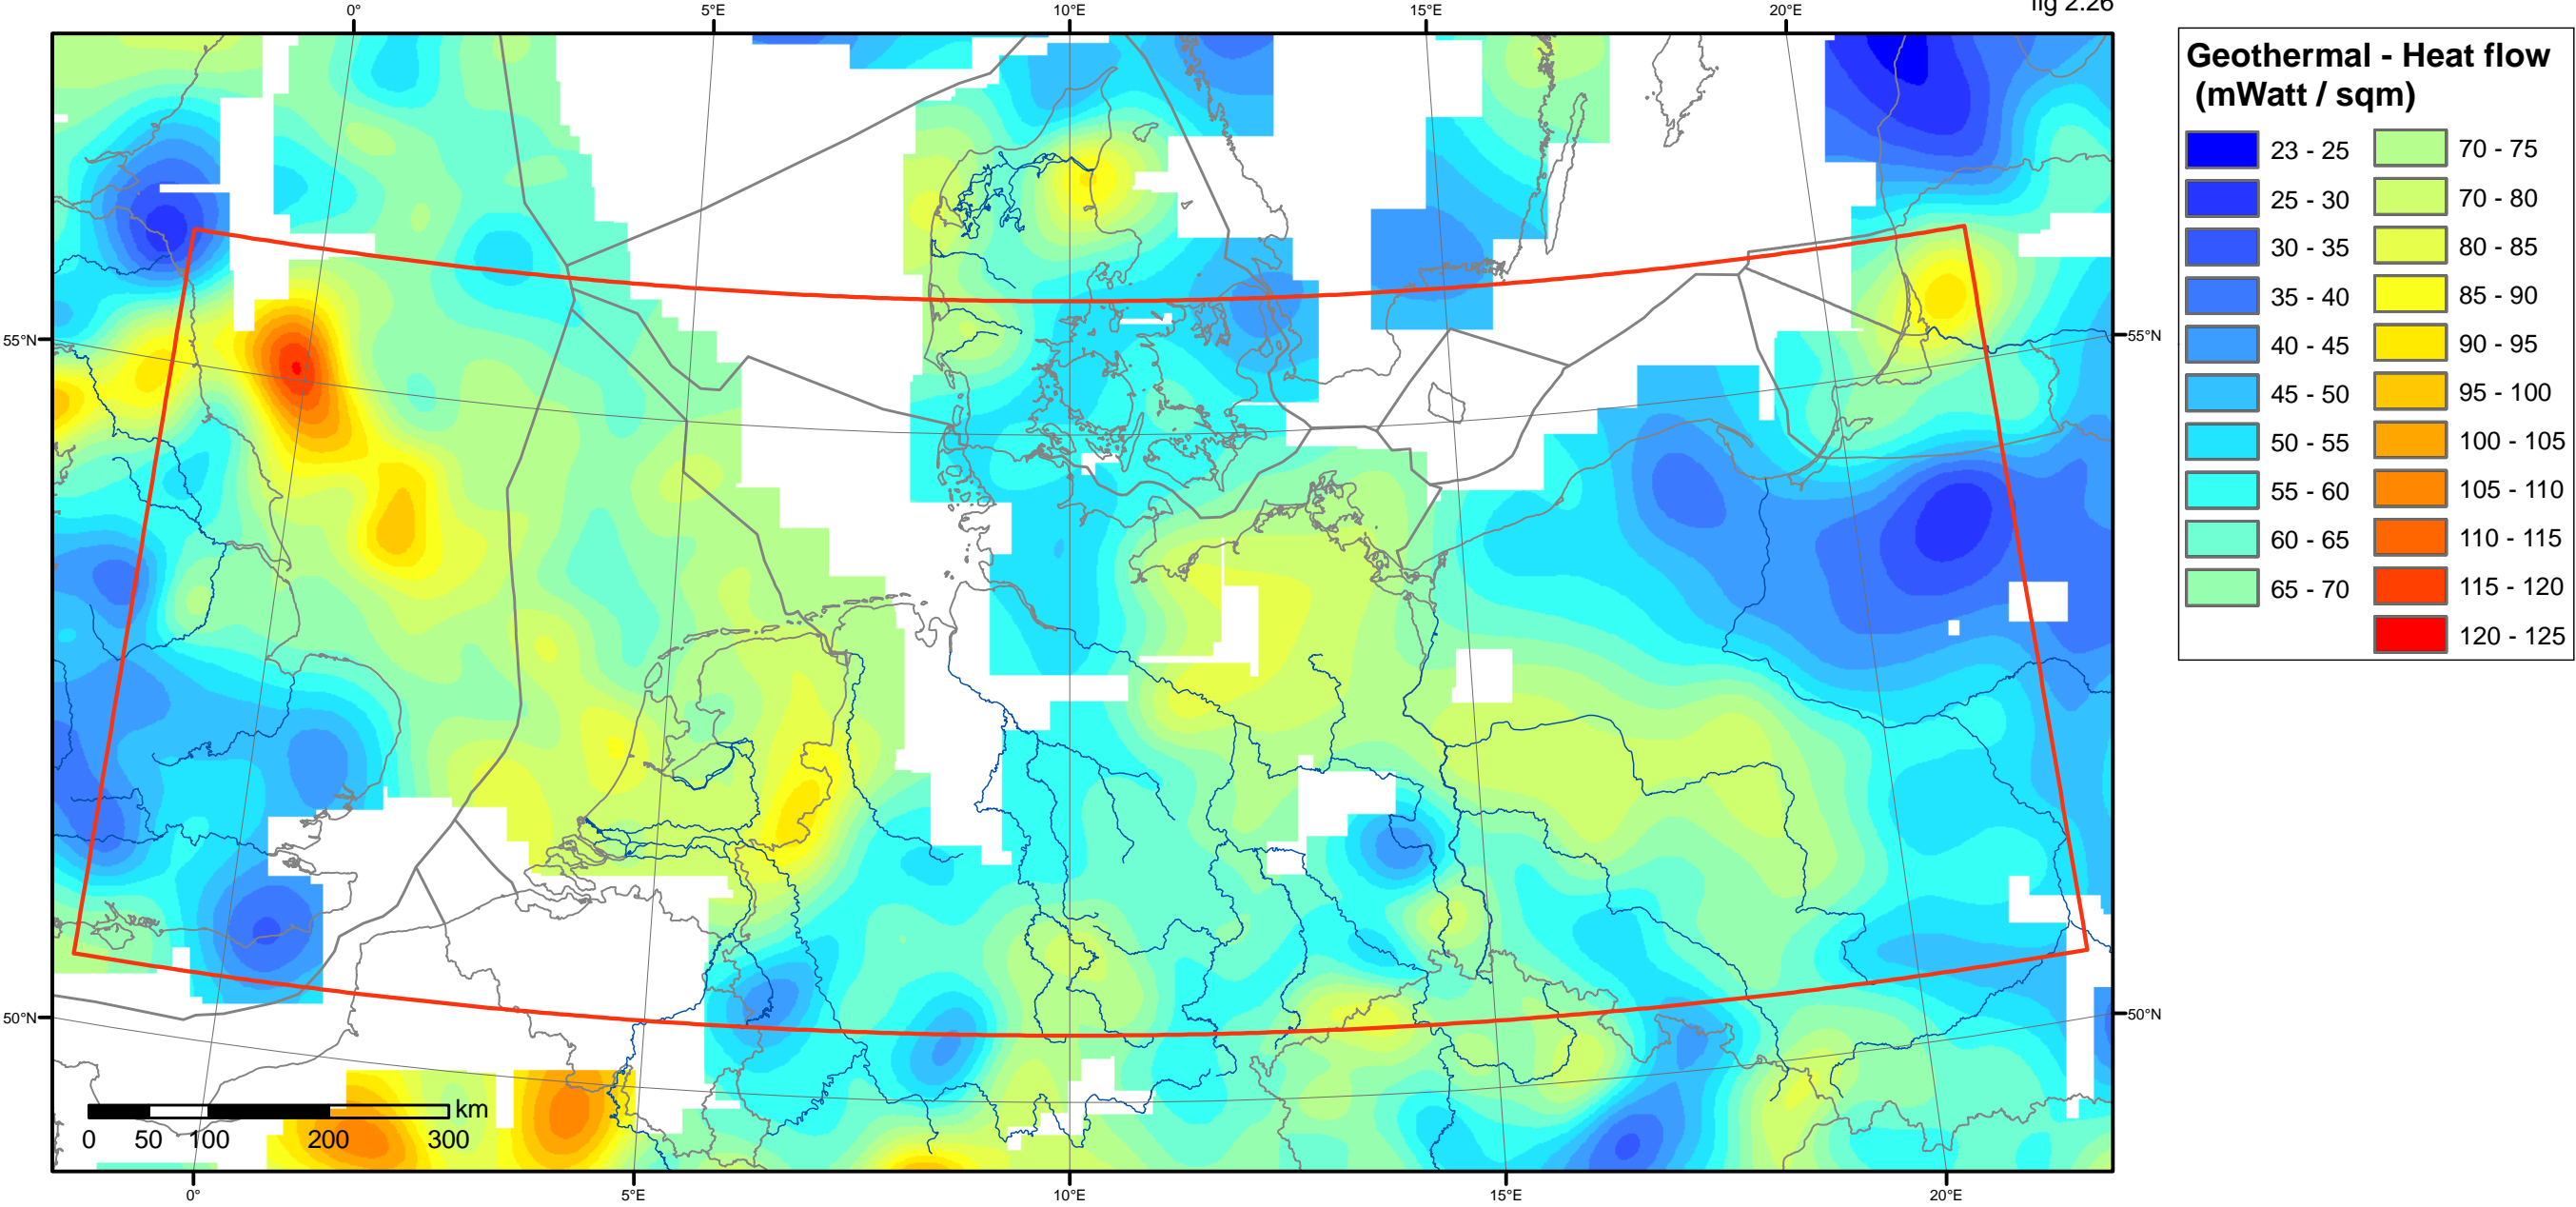 fig 2.26
0° 5°E 10°E 15°E 20°E
Geothermal - Heat flow
(mWatt / sqm)
23 - 25 70 - 75
25 - 30 70 - 80
30 - 35 80 - 85
35 - 40 85 - 90
40 - 45 90 - 95
45 - 50 95 - 100
50 - 55 100 - 105
55 - 60 105 - 110
60 - 65 110 - 115
65 - 70 115 - 120
120 - 125
55°N 55°N
50°N 50°N
km
0 50 100 200 300
0° 5°E 10°E 15°E 20°E